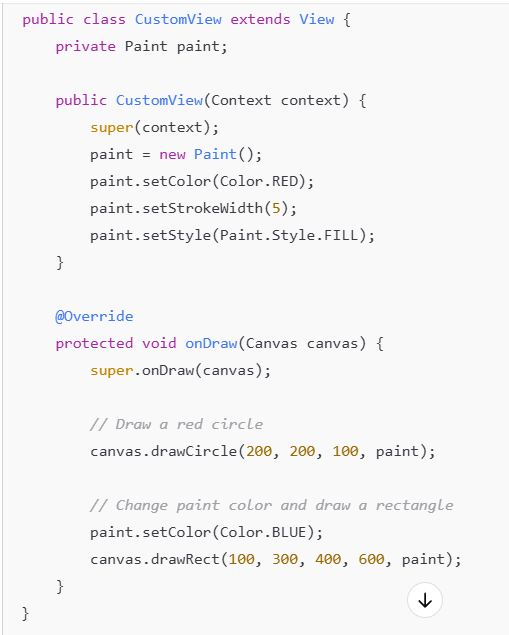 public class CustomView extends View {
    private Paint paint;

    public CustomView(Context context) {
        super(context);
        paint = new Paint();
        paint.setColor(Color.RED);
        paint.setStrokeWidth(5);
        paint.setStyle(Paint.Style.FILL);
    }

    @Override
    protected void onDraw(Canvas canvas) {
        super.onDraw(canvas);

        // Draw a red circle
        canvas.drawCircle(200, 200, 100, paint);

        // Change paint color and draw a rectangle
        paint.setColor(Color.BLUE);
        canvas.drawRect(100, 300, 400, 600, paint);
    }
}